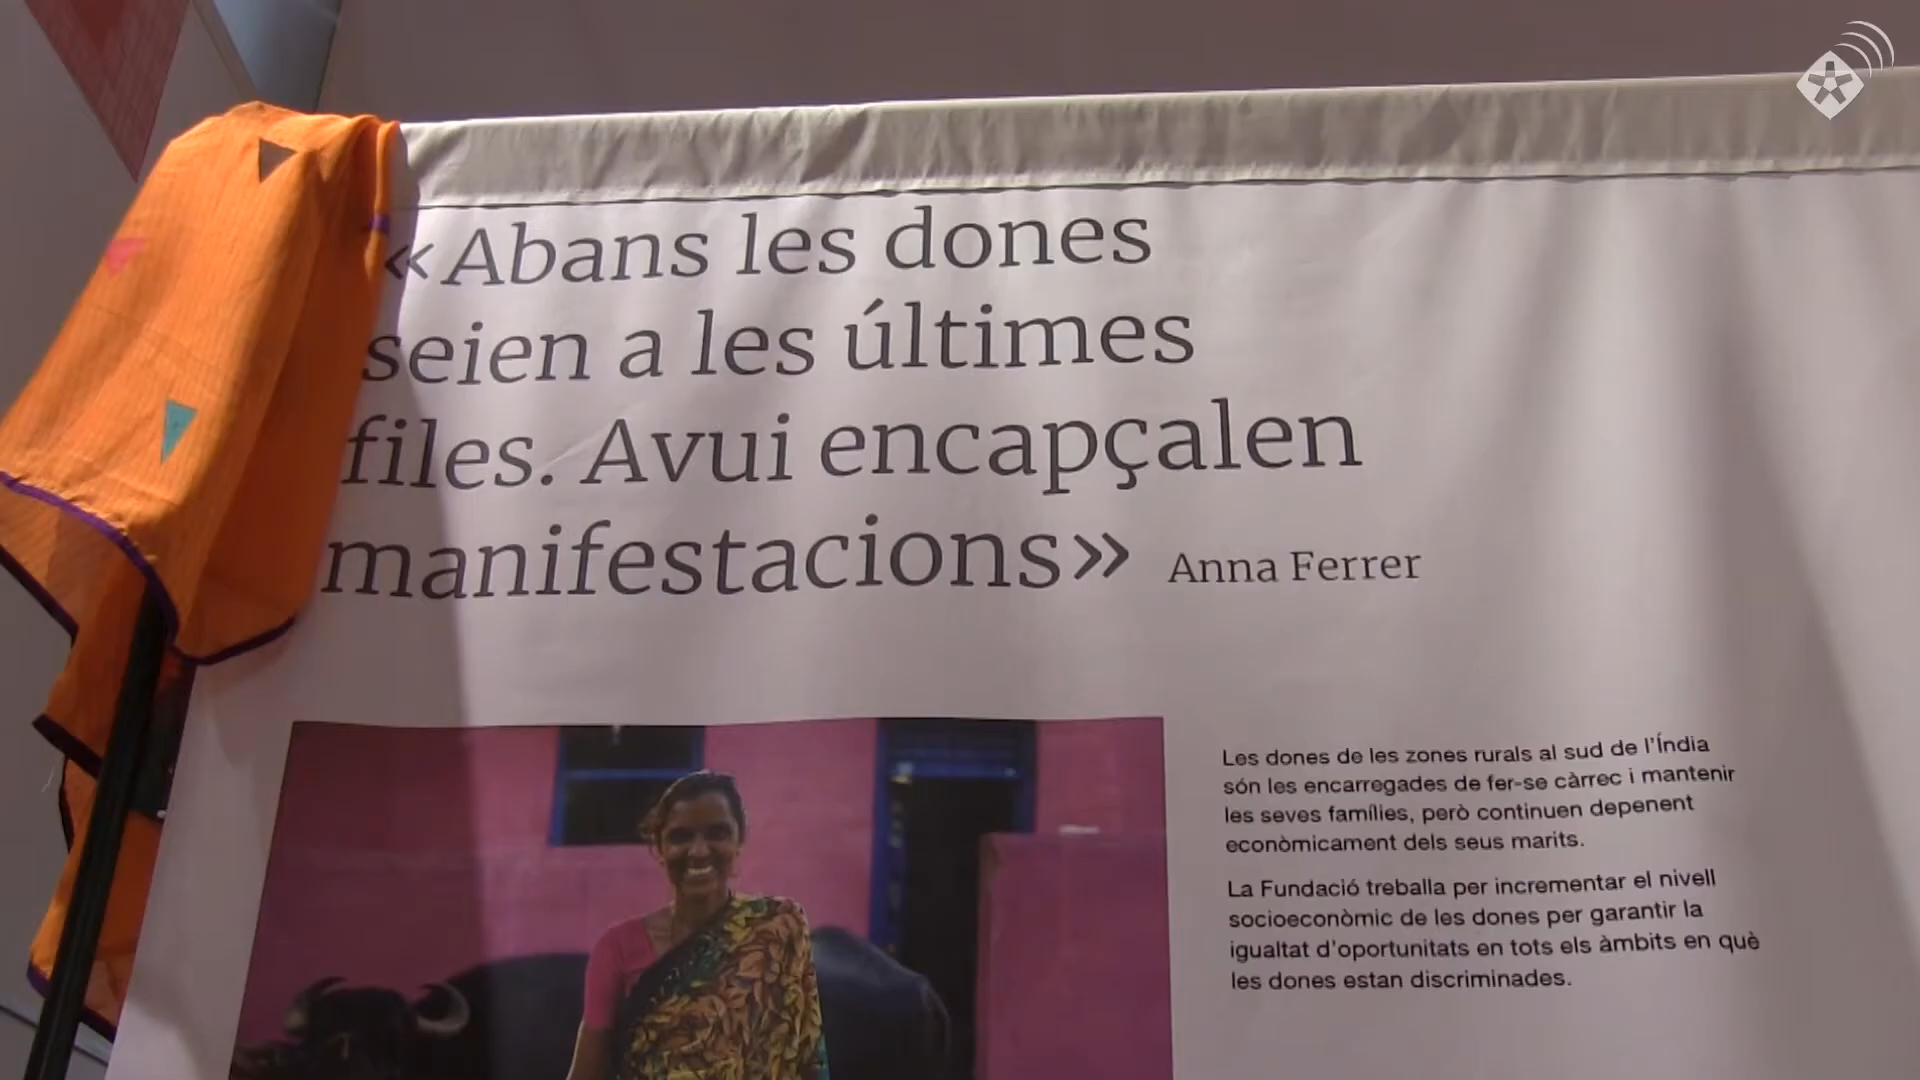 «Abans les dones
seien a les últimes
files. Avui encapçalen
manifestacions» Anna Ferrer
Les dones de les zones rurals al sud de l'Índia
són les encarregades de fer-se càrrec i mantenir
les seves famílies, però continuen depenent
econòmicament dels seus marits.
La Fundació treballa per incrementar el nivell
socioeconòmic de les dones per garantir la
igualtat d'oportunitats en tots els àmbits en què
les dones estan discriminades.